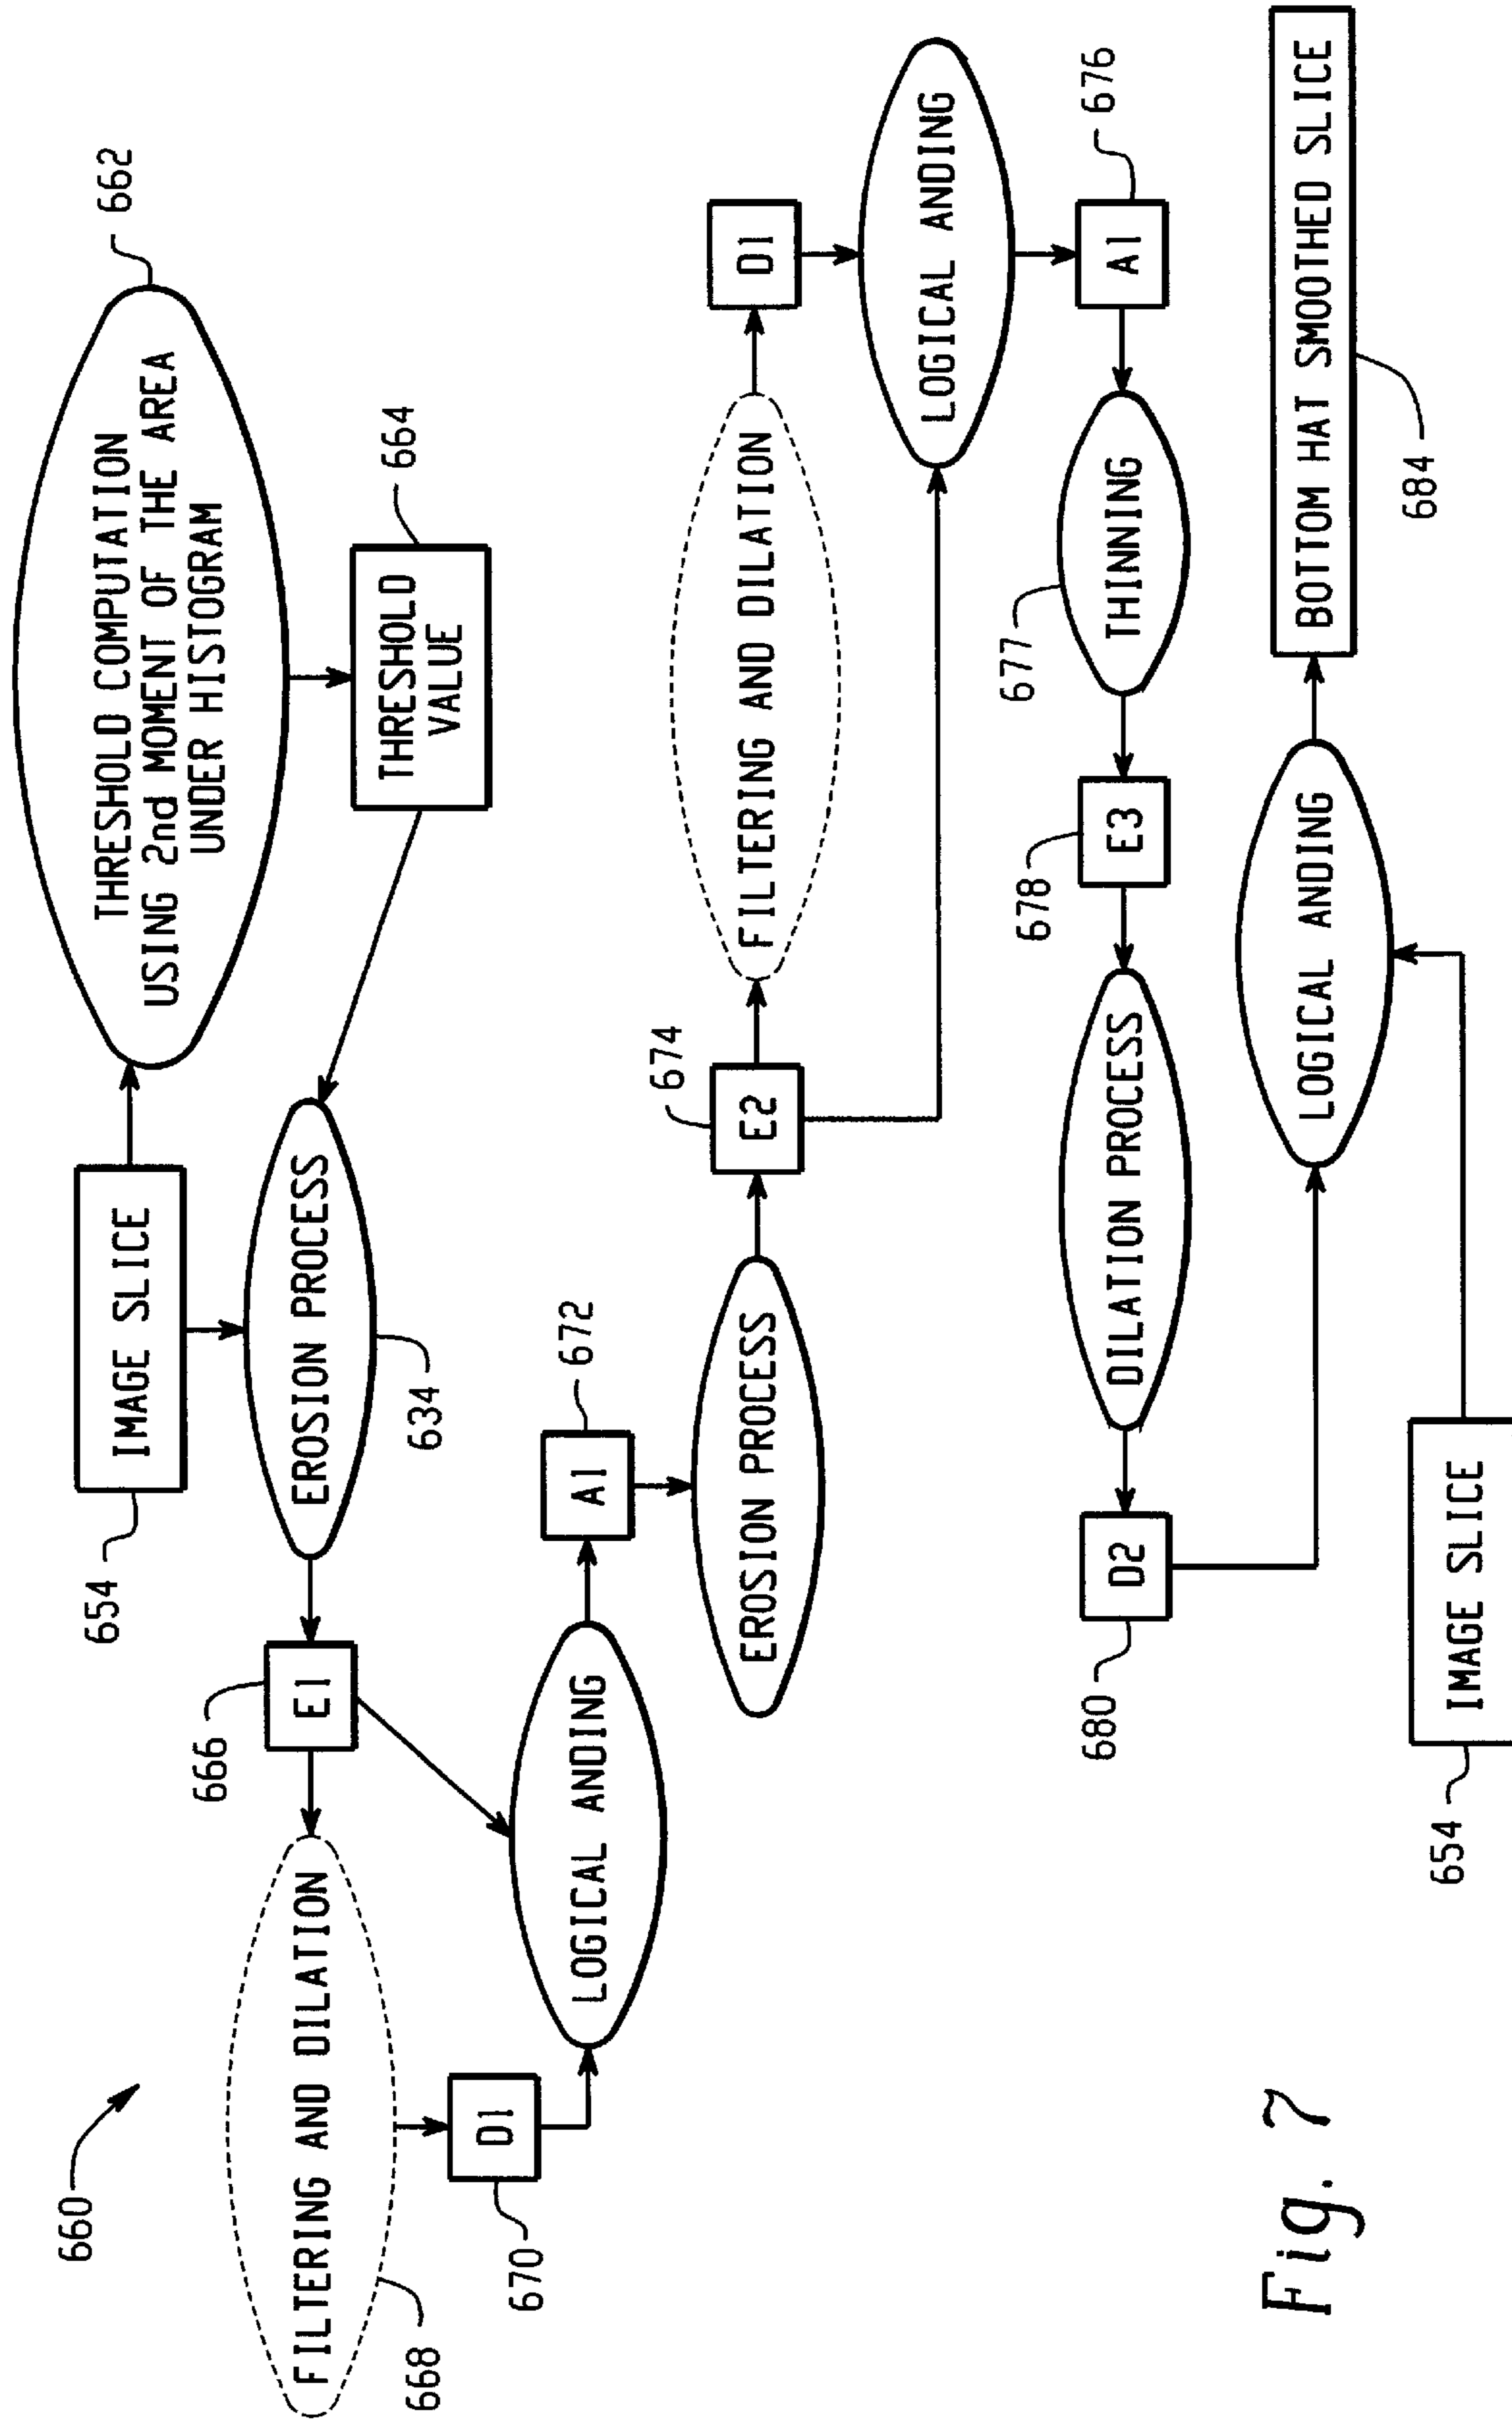 660
654
IMAGE SLICE
THRESHOLD COMPUTATION
USING 2nd MOMENT OF THE AREA
UNDER HISTOGRAM
662
THRESHOLD
VALUE
664
EROSION PROCESS
634
666
E1
FILTERING AND DILATION
668
D1
670
LOGICAL ANDING
A1
672
EROSION PROCESS
E2
674
FILTERING AND DILATION
D1
LOGICAL ANDING
A1
676
THINNING
677
E3
678
DILATION PROCESS
D2
680
LOGICAL ANDING
BOTTOM HAT SMOOTHED SLICE
684
IMAGE SLICE
654
Fig. 7